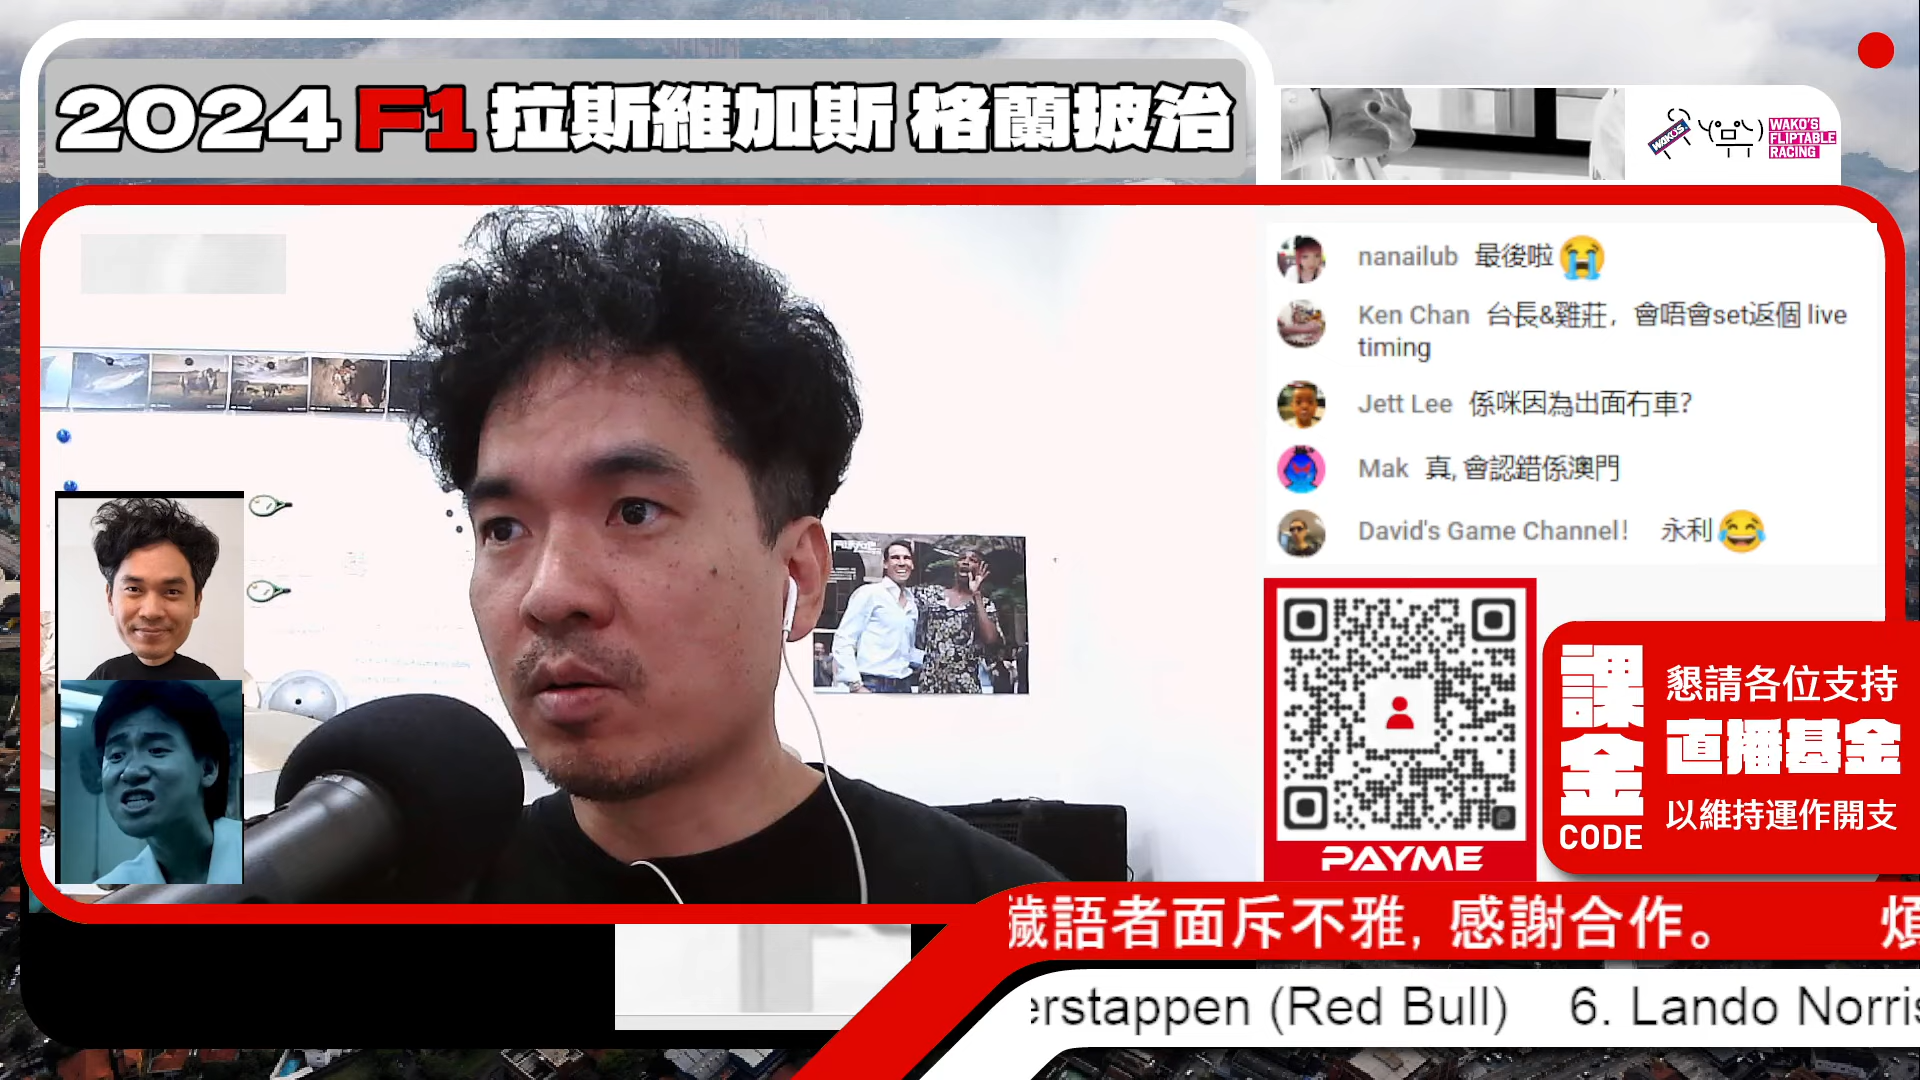 2024 F1 拉斯維加斯 格蘭披治
WAKO'S
WAKO'S
FLIPTABLE
RACING
nanailub 最後啦😭
Ken Chan 台長&雞莊，會唔會set返個 live
timing
Jett Lee 係咪因為出面冇車?
Mak 真, 會認錯係澳門
David's Game Channel! 永利😂
課金
CODE
懇請各位支持
直播基金
以維持運作開支
PAYME
穢語者面斥不雅, 感謝合作。 煩
erstappen (Red Bull) 6. Lando Norris